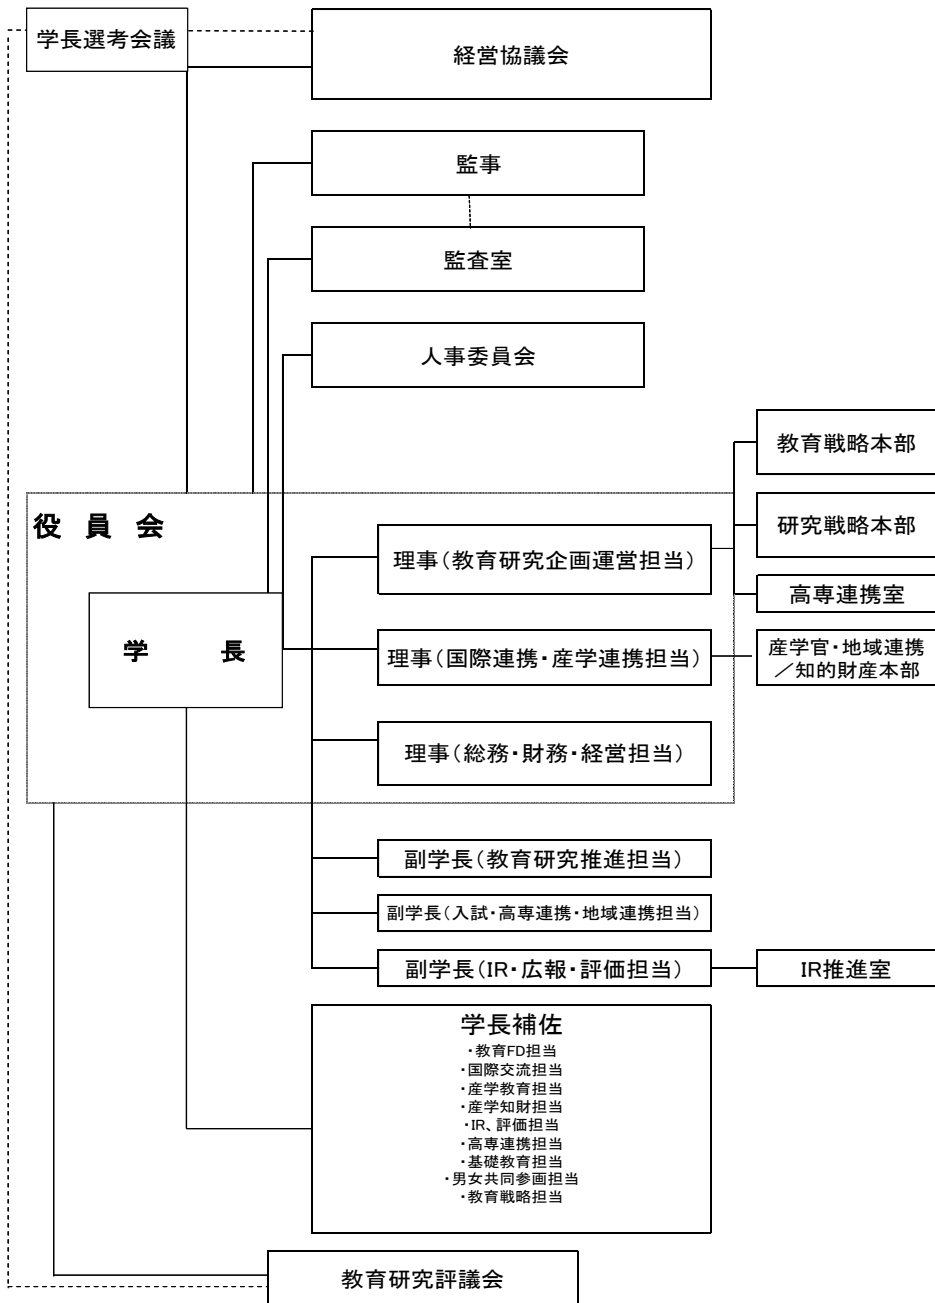 学長選考会議
経営協議会
監事
監査室
人事委員会
教育戦略本部
役 員 会
研究戦略本部
理事(教育研究企画運営担当)
高専連携室
学 長
理事(国際連携・産学連携担当)
産学官・地域連携
／知的財産本部
理事(総務・財務・経営担当)
副学長(教育研究推進担当)
副学長(入試・高専連携・地域連携担当)
副学長(IR・広報・評価担当)
IR推進室
学長補佐
・教育FD担当
・国際交流担当
・産学教育担当
・産学知財担当
・IR、評価担当
・高専連携担当
・基礎教育担当
・男女共同参画担当
・教育戦略担当
教育研究評議会